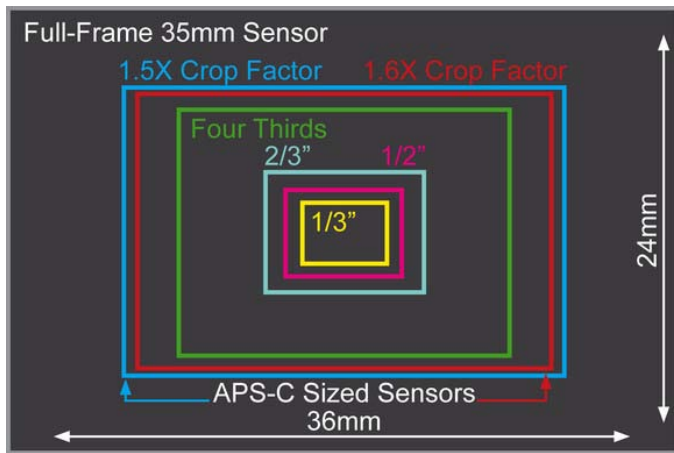 Full-Frame 35mm Sensor
1.5X Crop Factor
1.6X Crop Factor
Four Thirds
2/3”
1/2”
1/3”
24mm
APS-C Sized Sensors
36mm